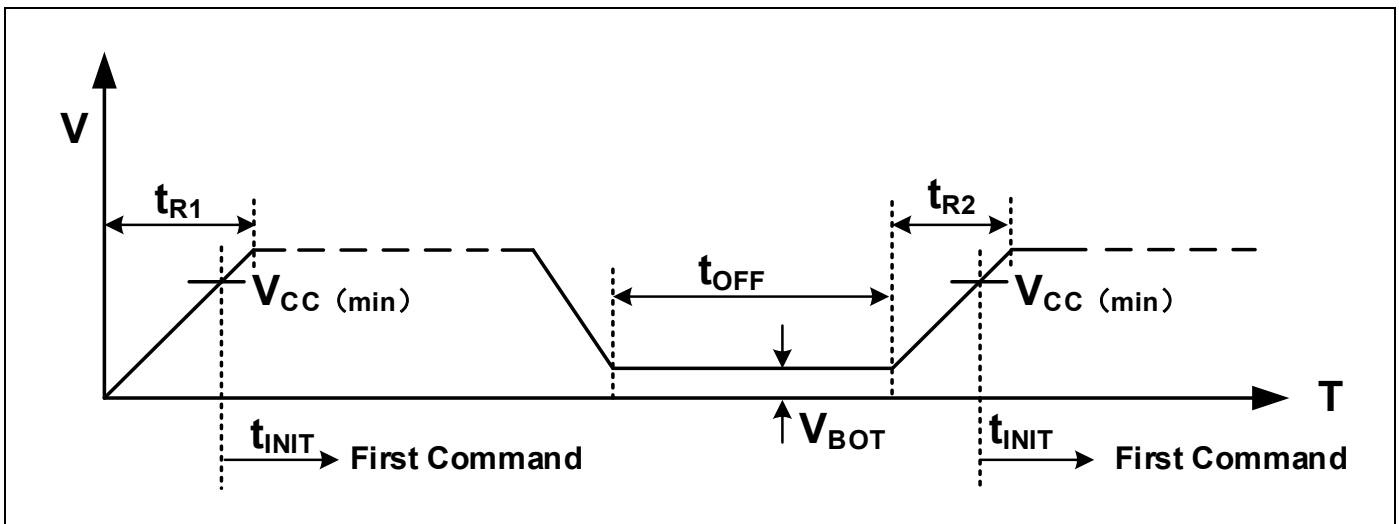 V
tR1
tR2
tOFF
VCC（min）
VCC（min）
T
VBOT
tINIT
First Command
tINIT
First Command